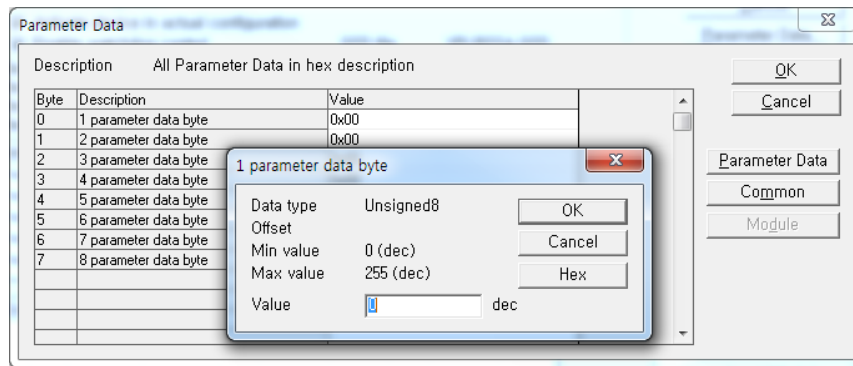 Parameter Data
Description All Parameter Data in hex description
OK
Cancel
Parameter Data
Common
Module
Byte Description Value
0 1 parameter data byte 0x00
1 2 parameter data byte 0x00
2 3 parameter data byte
3 4 parameter data byte
4 5 parameter data byte
5 6 parameter data byte
6 7 parameter data byte
7 8 parameter data byte
1 parameter data byte
Data type Unsigned8
Offset
Min value 0 (dec)
Max value 255 (dec)
Value 0 dec
OK
Cancel
Hex